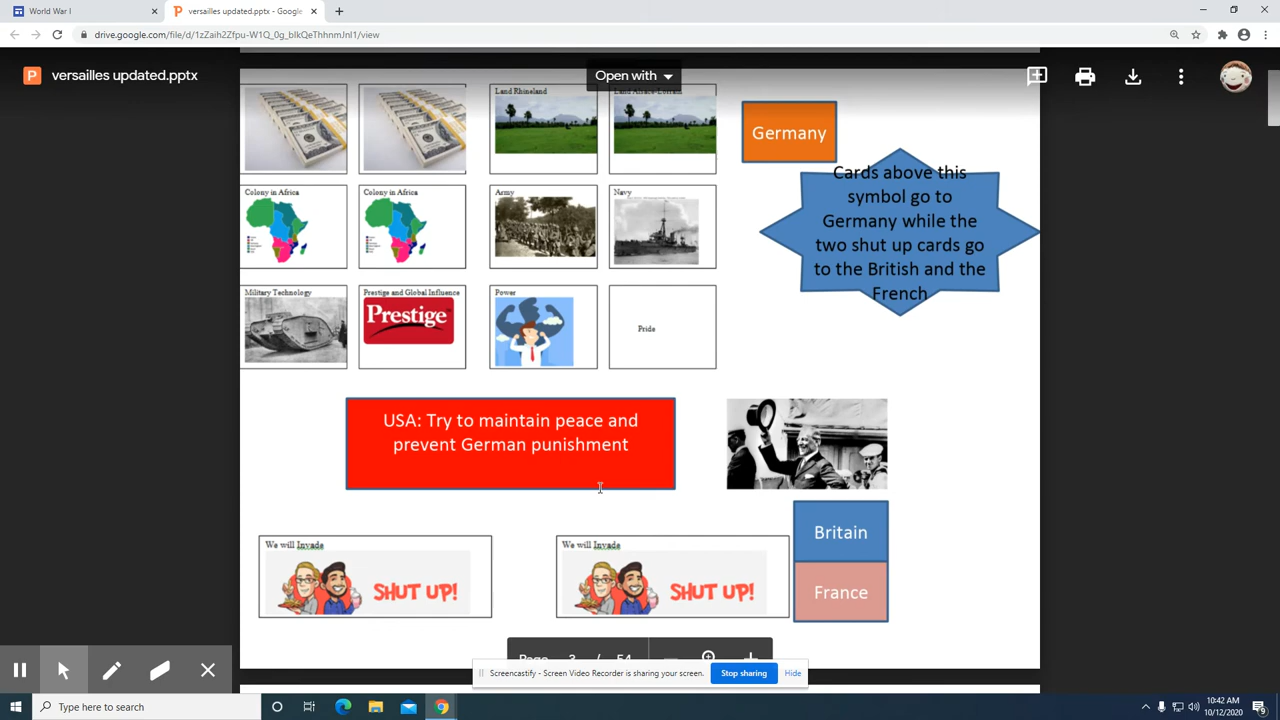 World War I
versailles updated.pptx - Google
drive.google.com/file/d/1zZaih2Zfpu-W1Q_0g_bIkQeThhnmJnI1/view
P versailles updated.pptx
Open with
Land Rhineland
Germany
Cards above this
symbol go to
Germany while the
two shut up cards go
to the British and the
French
Colony in Africa
Colony in Africa
Army
Navy
Military Technology
Prestige and Global Influence
Prestige
Power
Pride
USA: Try to maintain peace and
prevent German punishment
We will Invade
SHUT UP!
We will Invade
SHUT UP!
Britain
France
Page 3 / 54
Screencastify - Screen Video Recorder is sharing your screen.
Stop sharing
Hide
Type here to search
10:42 AM
10/12/2020